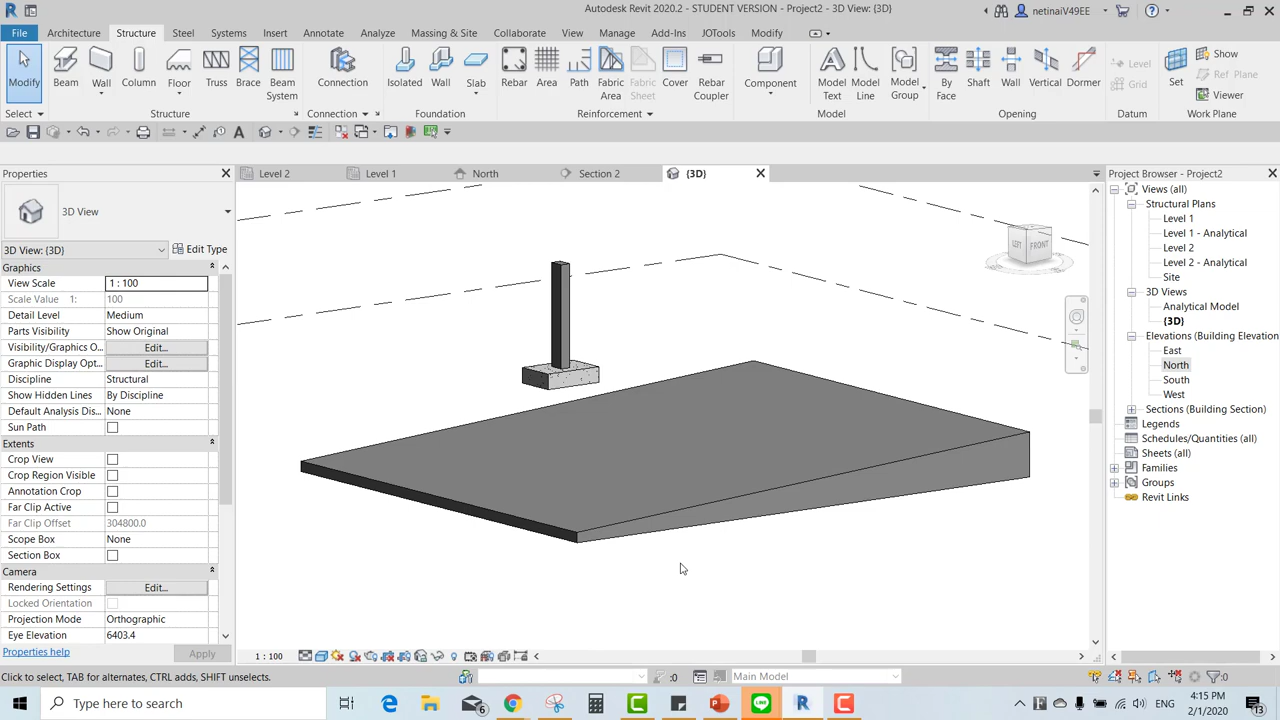 Autodesk Revit 2020.2 - STUDENT VERSION - Project2 - 3D View: {3D}
netinaiV49EE
File Architecture Structure Steel Systems Insert Annotate Analyze Massing & Site Collaborate View Manage Add-Ins JOTools Modify
Modify Beam Wall Column Floor Truss Brace Beam System Connection Isolated Wall Slab Rebar Area Path Fabric Area Fabric Sheet Cover Rebar Coupler Component Model Text Model Line Model Group By Face Shaft Wall Vertical Dormer Level Grid Set Show Ref Plane Viewer
Select Structure Connection Foundation Reinforcement Model Opening Datum Work Plane
Properties
3D View
3D View: {3D} Edit Type
Graphics
View Scale 1 : 100
Scale Value 1: 100
Detail Level Medium
Parts Visibility Show Original
Visibility/Graphics O... Edit...
Graphic Display Opt... Edit...
Discipline Structural
Show Hidden Lines By Discipline
Default Analysis Dis... None
Sun Path
Extents
Crop View
Crop Region Visible
Annotation Crop
Far Clip Active
Far Clip Offset 304800.0
Scope Box None
Section Box
Camera
Rendering Settings Edit...
Locked Orientation
Projection Mode Orthographic
Eye Elevation 6403.4
Properties help Apply
Level 2 Level 1 North Section 2 {3D}
LEFT FRONT
1 : 100
Project Browser - Project2
Views (all)
Structural Plans
Level 1
Level 1 - Analytical
Level 2
Level 2 - Analytical
Site
3D Views
Analytical Model
{3D}
Elevations (Building Elevation
East
North
South
West
Sections (Building Section)
Legends
Schedules/Quantities (all)
Sheets (all)
Families
Groups
Revit Links
Click to select, TAB for alternates, CTRL adds, SHIFT unselects.
:0 Main Model :0
Type here to search
6
ENG
4:15 PM
2/1/2020
13